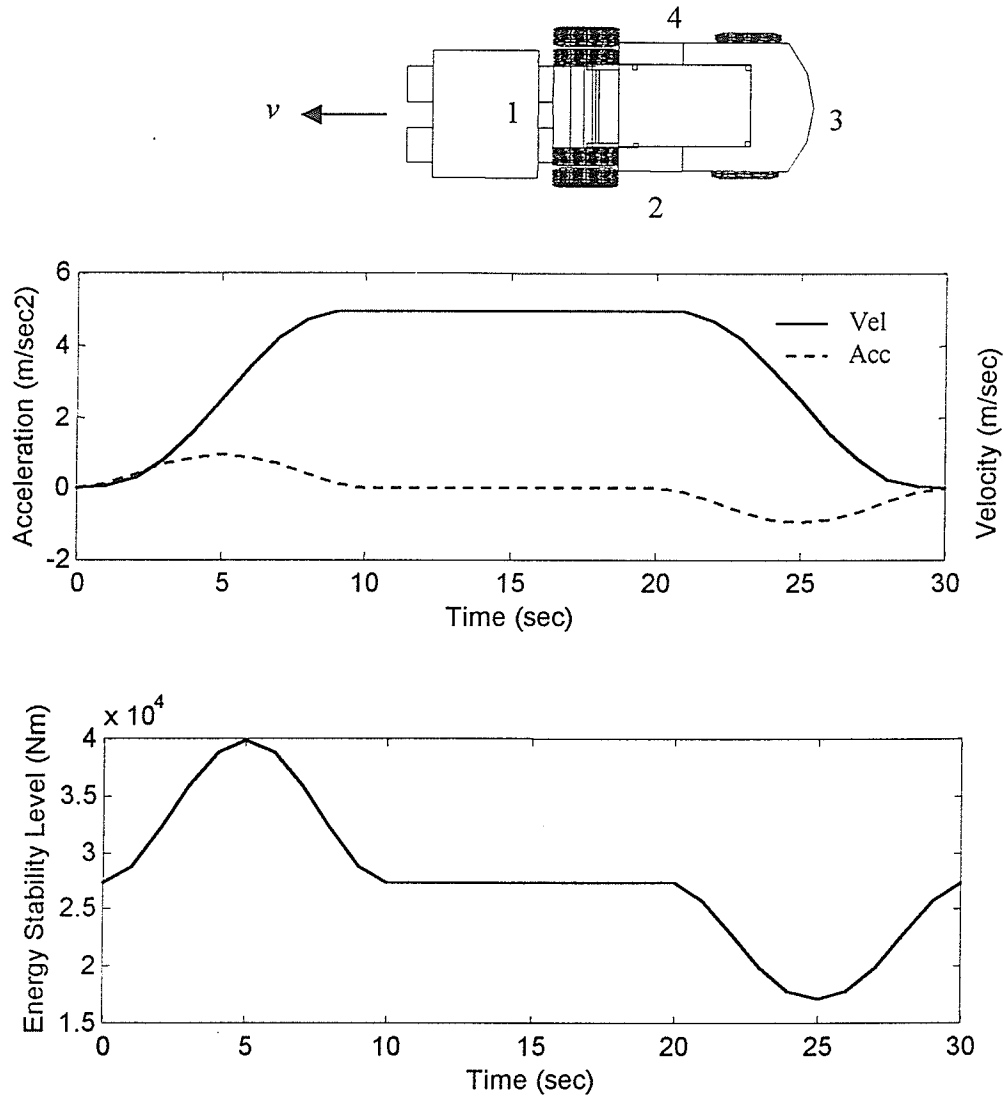 4
v
1
3
2
Acceleration (m/sec2)
6
4
2
0
-2
Vel
Acc
Velocity (m/sec)
0 5 10 15 20 25 30
Time (sec)
x 10^4
Energy Stability Level (Nm)
4
3.5
3
2.5
2
1.5
0 5 10 15 20 25 30
Time (sec)